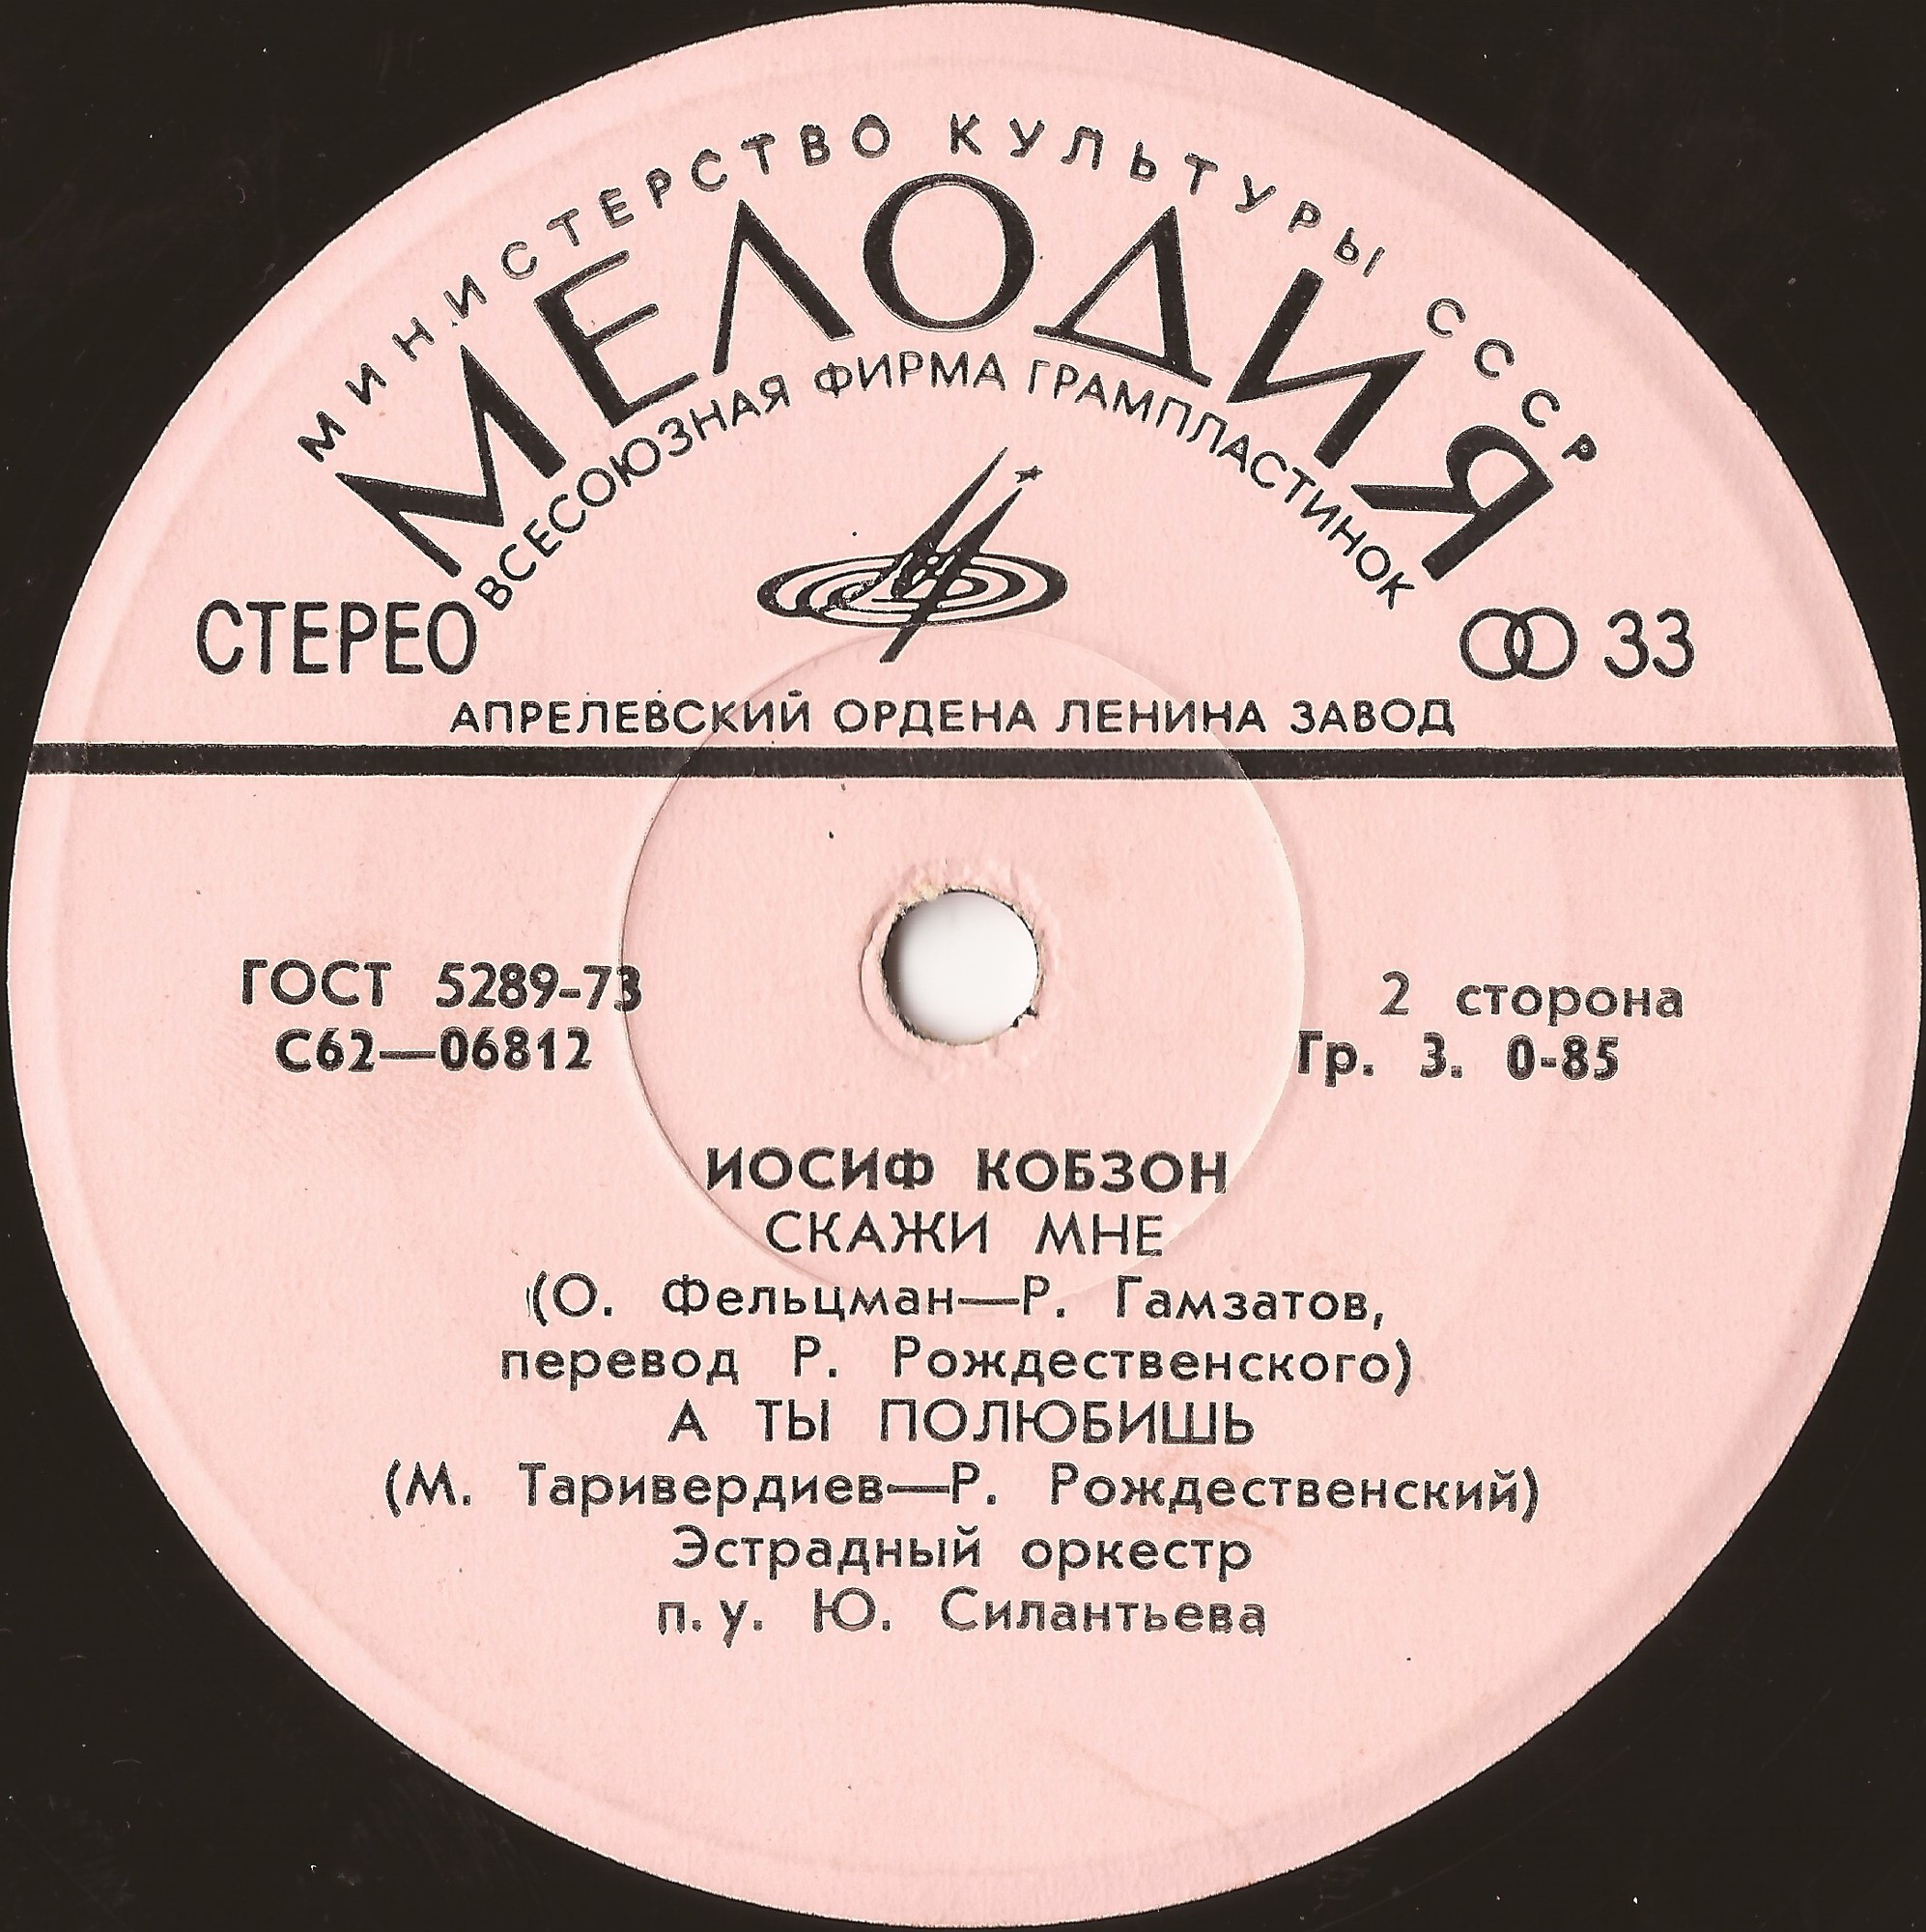 МИНИСТЕРСТВО КУЛЬТУРЫ СССР
МЕЛОДИЯ
ВСЕСОЮЗНАЯ ФИРМА ГРАМПЛАСТИНОК
СТЕРЕО
33
АПРЕЛЕВСКИЙ ОРДЕНА ЛЕНИНА ЗАВОД
ГОСТ 5289-73
С62—06812
2 сторона
Гр. 3. 0-85
ИОСИФ КОБЗОН
СКАЖИ МНЕ
(О. Фельцман—Р. Гамзатов,
перевод Р. Рождественского)
А ТЫ ПОЛЮБИШЬ
(М. Таривердиев—Р. Рождественский)
Эстрадный оркестр
п. у. Ю. Силантьева